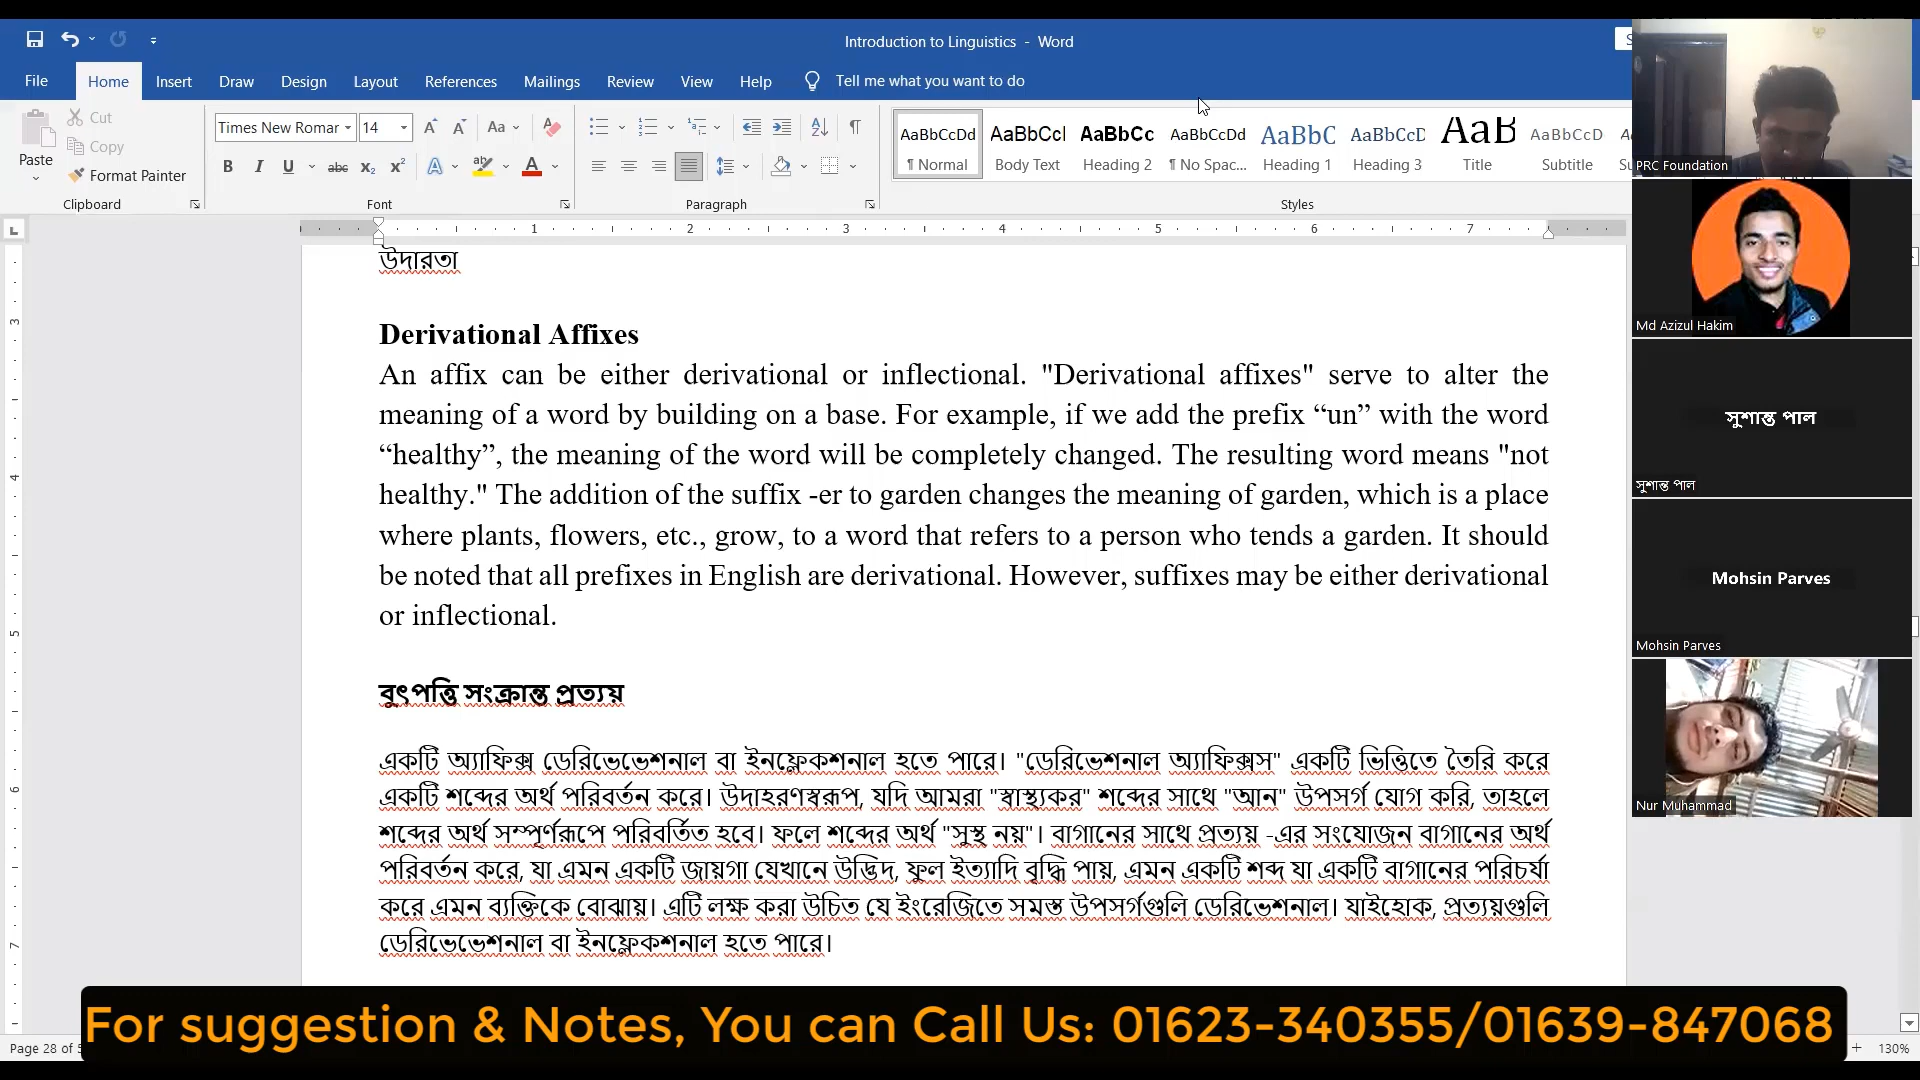 Introduction to Linguistics - Word
File Home Insert Draw Design Layout References Mailings Review View Help Tell me what you want to do
Paste
Cut
Copy
Format Painter
Clipboard
Times New Romar 14
Font
Paragraph
AaBbCcDd AaBbCcI AaBbCc AaBbCcDd AaBbC AaBbCcD AaB AaBbCcD
¶ Normal Body Text Heading 2 ¶ No Spac... Heading 1 Heading 3 Title Subtitle
Styles
1 2 3 4 5 6 7
উদারতা
Derivational Affixes
An affix can be either derivational or inflectional. "Derivational affixes" serve to alter the
meaning of a word by building on a base. For example, if we add the prefix “un” with the word
“healthy”, the meaning of the word will be completely changed. The resulting word means "not
healthy." The addition of the suffix -er to garden changes the meaning of garden, which is a place
where plants, flowers, etc., grow, to a word that refers to a person who tends a garden. It should
be noted that all prefixes in English are derivational. However, suffixes may be either derivational
or inflectional.
বুৎপত্তি সংক্রান্ত প্রত্যয়
একটি অ্যাফিক্স ডেরিভেভেশনাল বা ইনফ্লেকশনাল হতে পারে। "ডেরিভেশনাল অ্যাফিক্সস" একটি ভিত্তিতে তৈরি করে
একটি শব্দের অর্থ পরিবর্তন করে। উদাহরণস্বরূপ, যদি আমরা "স্বাস্থ্যকর" শব্দের সাথে "আন" উপসর্গ যোগ করি, তাহলে
শব্দের অর্থ সম্পূর্ণরূপে পরিবর্তিত হবে। ফলে শব্দের অর্থ "সুস্থ নয়"। বাগানের সাথে প্রত্যয় -এর সংযোজন বাগানের অর্থ
পরিবর্তন করে, যা এমন একটি জায়গা যেখানে উদ্ভিদ, ফুল ইত্যাদি বৃদ্ধি পায়, এমন একটি শব্দ যা একটি বাগানের পরিচর্যা
করে এমন ব্যক্তিকে বোঝায়। এটি লক্ষ করা উচিত যে ইংরেজিতে সমস্ত উপসর্গগুলি ডেরিভেশনাল। যাইহোক, প্রত্যয়গুলি
ডেরিভেভেশনাল বা ইনফ্লেকশনাল হতে পারে।
For suggestion & Notes, You can Call Us: 01623-340355/01639-847068
Page 28 of
130%
PRC Foundation
Md Azizul Hakim
সুশান্ত পাল
সুশান্ত পাল
Mohsin Parves
Mohsin Parves
Nur Muhammad